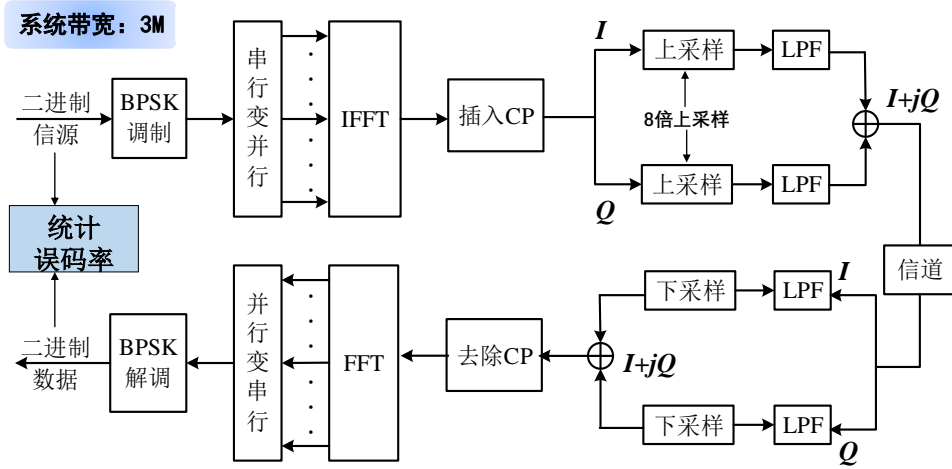 系统带宽：3M
二进制
信源
BPSK
调制
串
行
变
并
行
IFFT
插入CP
I
上采样
LPF
8倍上采样
I+jQ
Q
上采样
LPF
统计
误码率
信道
二进制
数据
BPSK
解调
并
行
变
串
行
FFT
去除CP
I+jQ
下采样
LPF
I
下采样
LPF
Q